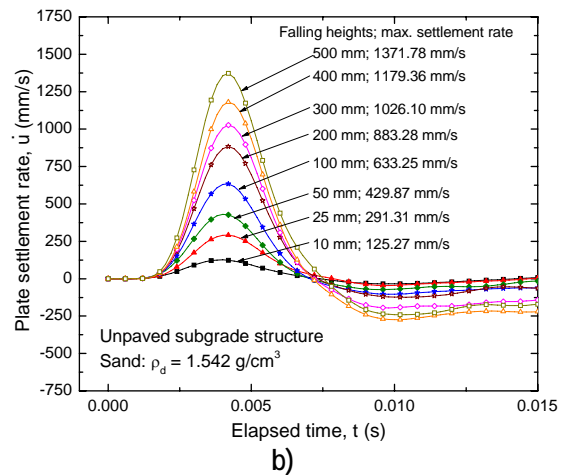 1750
1500
1250
1000
750
500
250
0
-250
-500
-750
Plate settlement rate, u̇ (mm/s)
Falling heights; max. settlement rate
500 mm; 1371.78 mm/s
400 mm; 1179.36 mm/s
300 mm; 1026.10 mm/s
200 mm; 883.28 mm/s
100 mm; 633.25 mm/s
50 mm; 429.87 mm/s
25 mm; 291.31 mm/s
10 mm; 125.27 mm/s
Unpaved subgrade structure
Sand: ρd = 1.542 g/cm³
0.000 0.005 0.010 0.015
Elapsed time, t (s)
b)